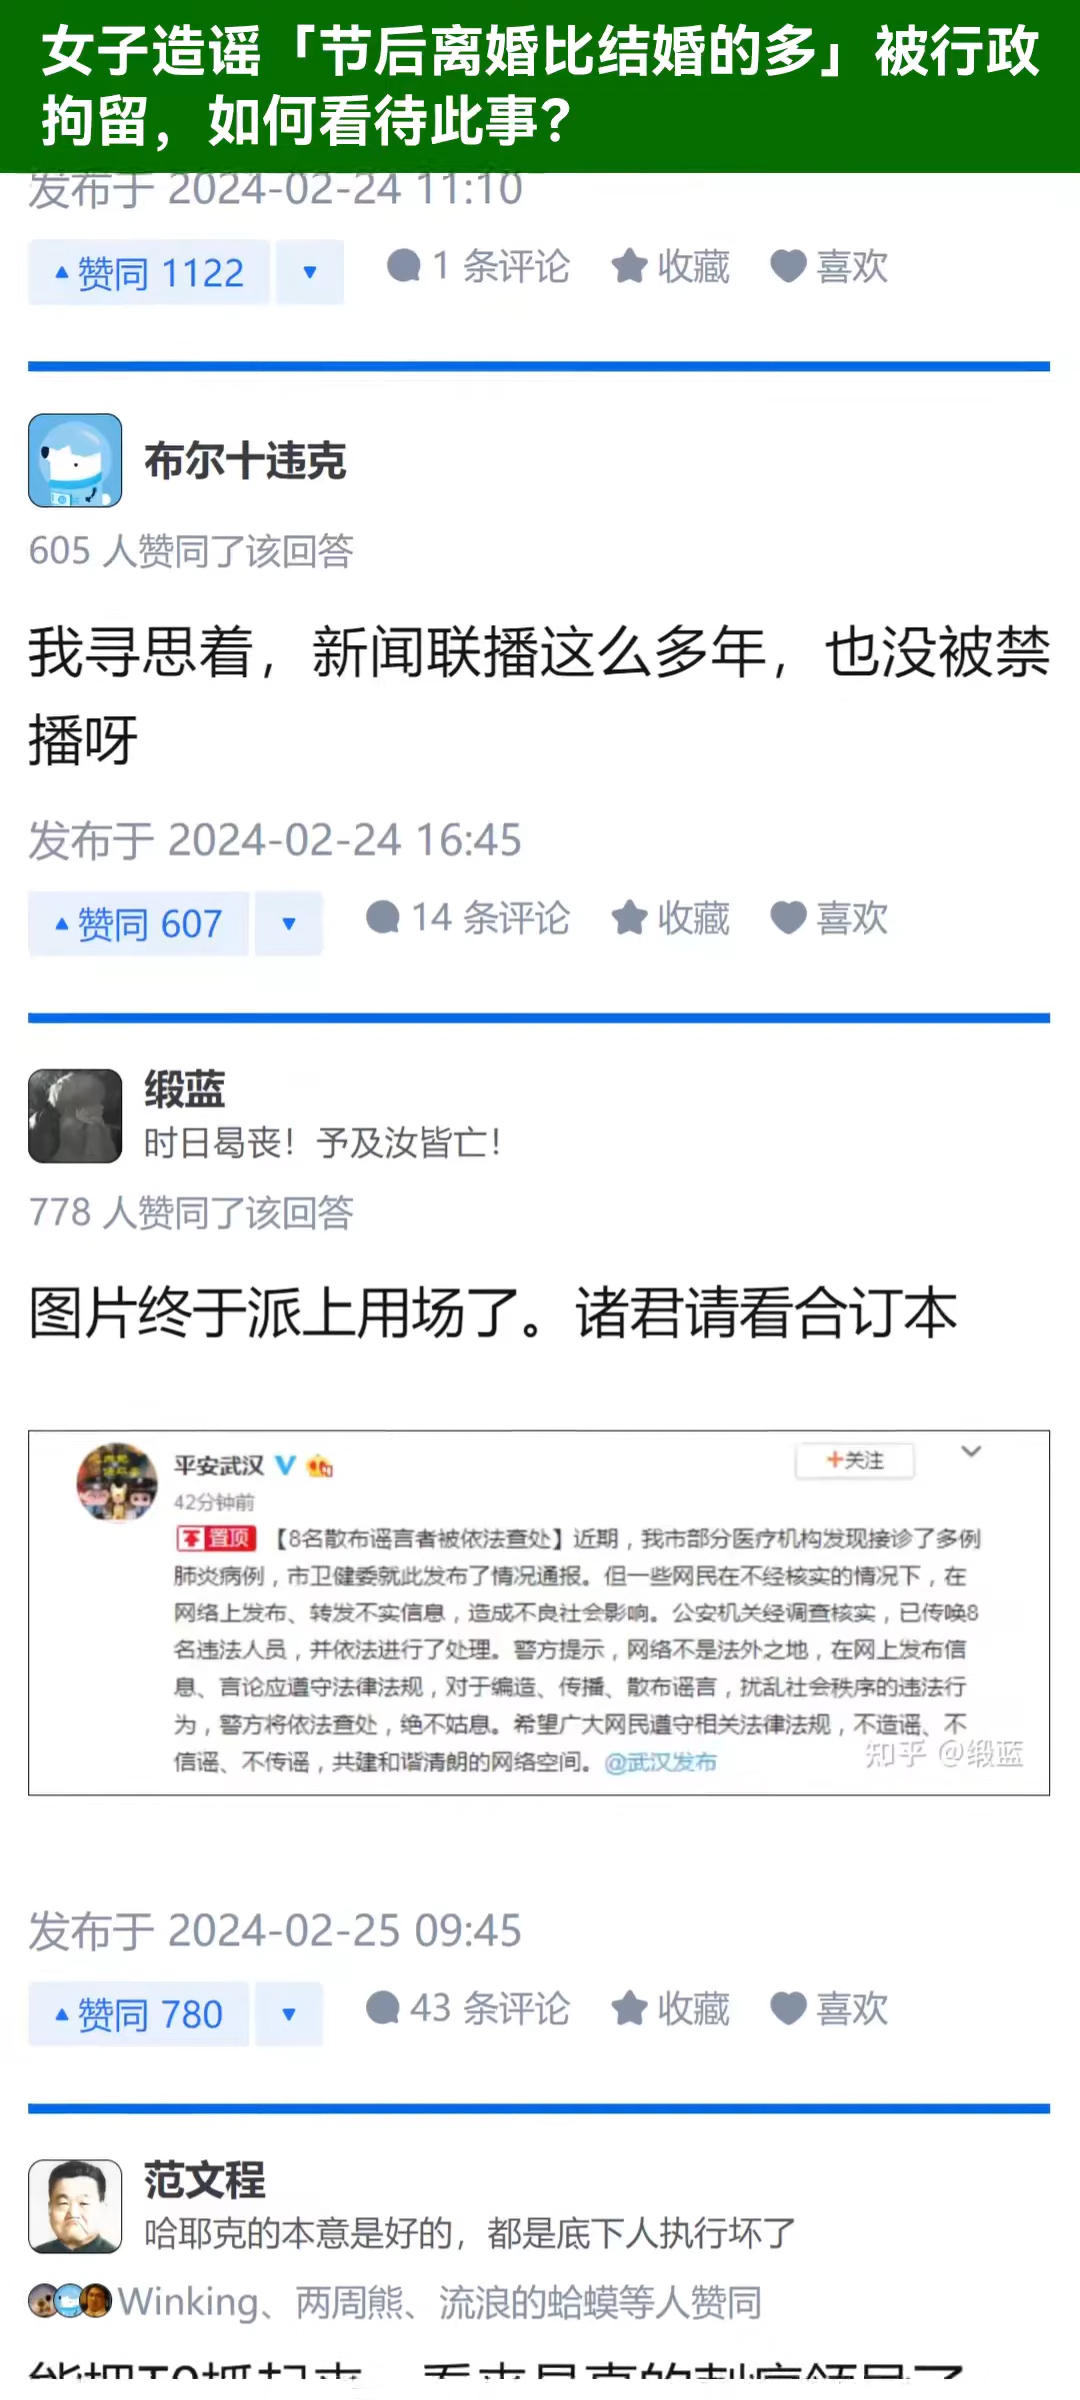 女子造谣「节后离婚比结婚的多」被行政
拘留，如何看待此事？
发布于 2024-02-24 11:10
赞同 1122
1 条评论
收藏
喜欢
布尔十违克
605 人赞同了该回答
我寻思着，新闻联播这么多年，也没被禁
播呀
发布于 2024-02-24 16:45
赞同 607
14 条评论
收藏
喜欢
缎蓝
时日曷丧！予及汝皆亡！
778 人赞同了该回答
图片终于派上用场了。诸君请看合订本
平安武汉
+关注
42分钟前
置顶 【8名散布谣言者被依法查处】近期，我市部分医疗机构发现接诊了多例
肺炎病例，市卫健委就此发布了情况通报。但一些网民在不经核实的情况下，在
网络上发布、转发不实信息，造成不良社会影响。公安机关经调查核实，已传唤8
名违法人员，并依法进行了处理。警方提示，网络不是法外之地，在网上发布信
息、言论应遵守法律法规，对于编造、传播、散布谣言，扰乱社会秩序的违法行
为，警方将依法查处，绝不姑息。希望广大网民遵守相关法律法规，不造谣、不
信谣、不传谣，共建和谐清朗的网络空间。@武汉发布
知乎 @缎蓝
发布于 2024-02-25 09:45
赞同 780
43 条评论
收藏
喜欢
范文程
哈耶克的本意是好的，都是底下人执行坏了
Winking、两周熊、流浪的蛤蟆等人赞同